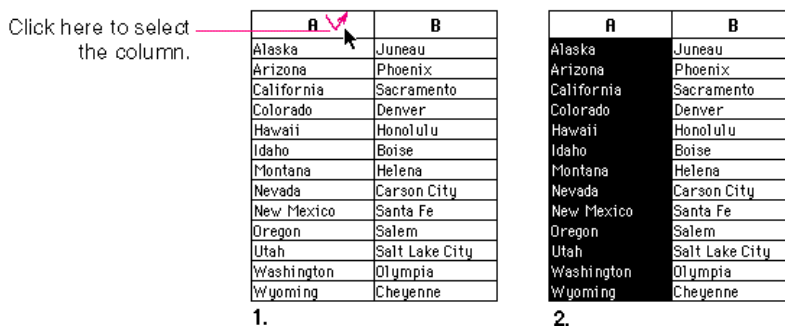 Click here to select
the column.
A B
Alaska Juneau
Arizona Phoenix
California Sacramento
Colorado Denver
Hawaii Honolulu
Idaho Boise
Montana Helena
Nevada Carson City
New Mexico Santa Fe
Oregon Salem
Utah Salt Lake City
Washington Olympia
Wyoming Cheyenne
1.
A B
Alaska Juneau
Arizona Phoenix
California Sacramento
Colorado Denver
Hawaii Honolulu
Idaho Boise
Montana Helena
Nevada Carson City
New Mexico Santa Fe
Oregon Salem
Utah Salt Lake City
Washington Olympia
Wyoming Cheyenne
2.